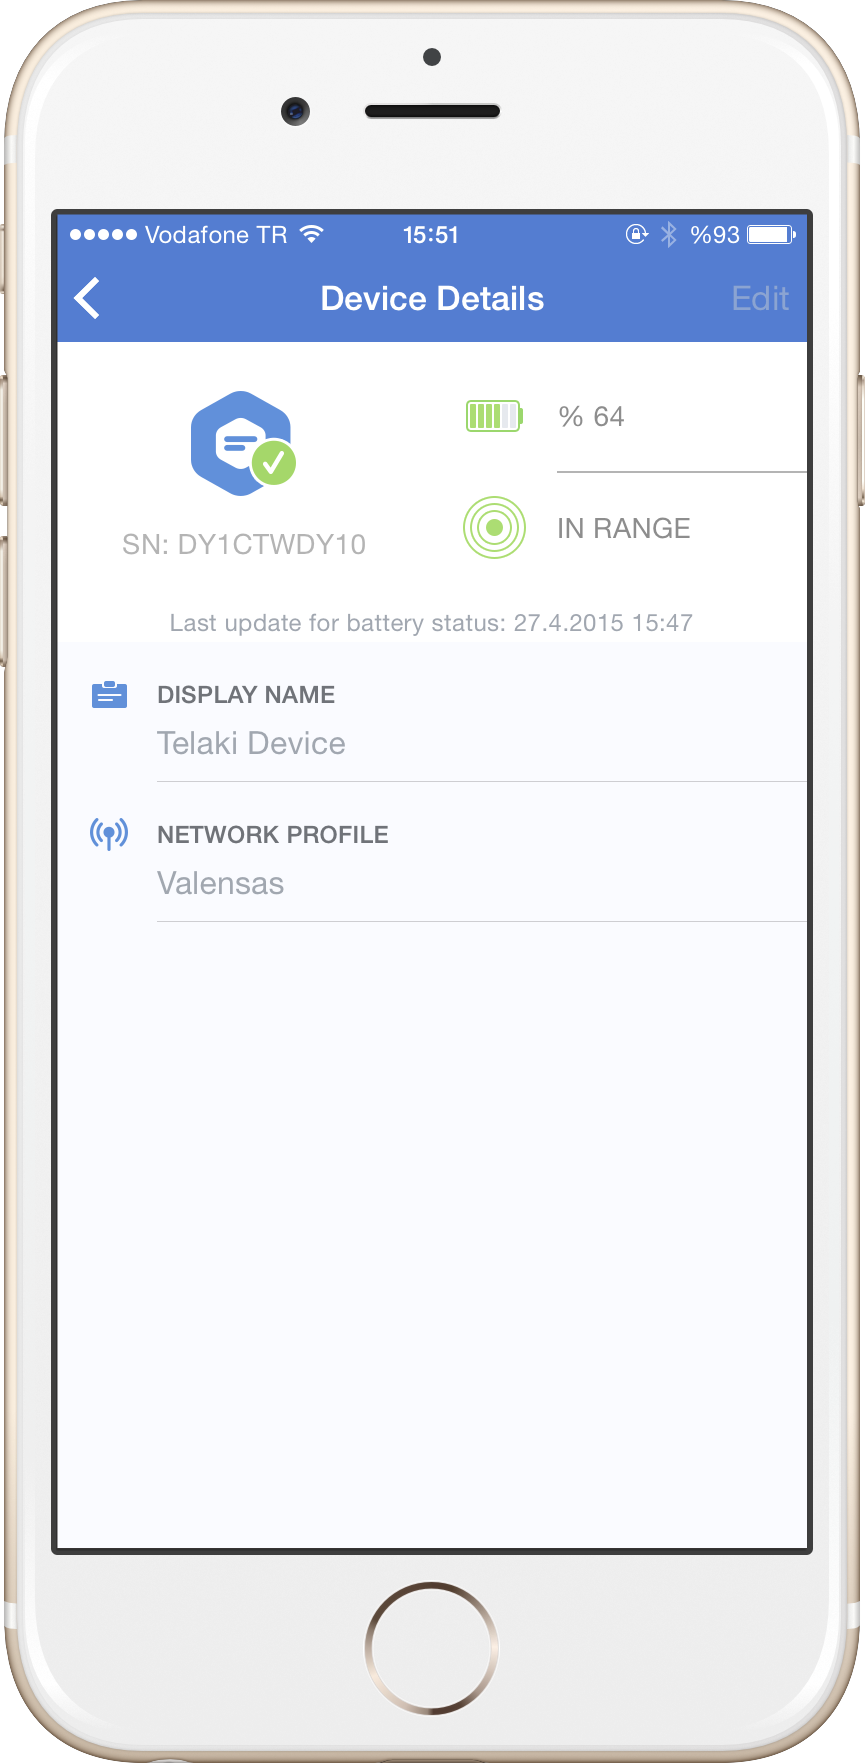 Vodafone TR 15:51 %93
Device Details Edit
% 64
IN RANGE
SN: DY1CTWDY10
Last update for battery status: 27.4.2015 15:47
DISPLAY NAME
Telaki Device
NETWORK PROFILE
Valensas